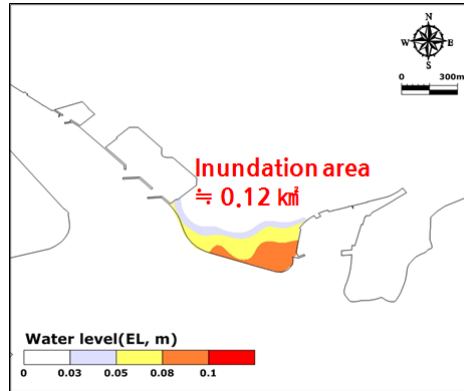 N
W E
S
0 300m
Inundation area
≒ 0.12 ㎢
Water level(EL, m)
0 0.03 0.05 0.08 0.1